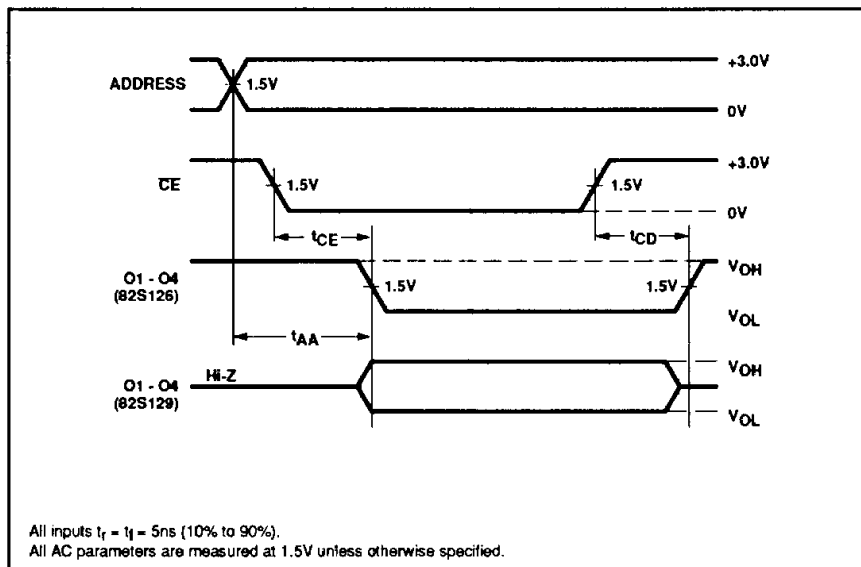 ADDRESS 1.5V +3.0V
0V
CE 1.5V 1.5V +3.0V
0V
tCE tCD
O1 - O4
(82S126) 1.5V 1.5V VOH
VOL
tAA
O1 - O4
(82S129) Hi-Z VOH
VOL
All inputs tr = tf = 5ns (10% to 90%).
All AC parameters are measured at 1.5V unless otherwise specified.